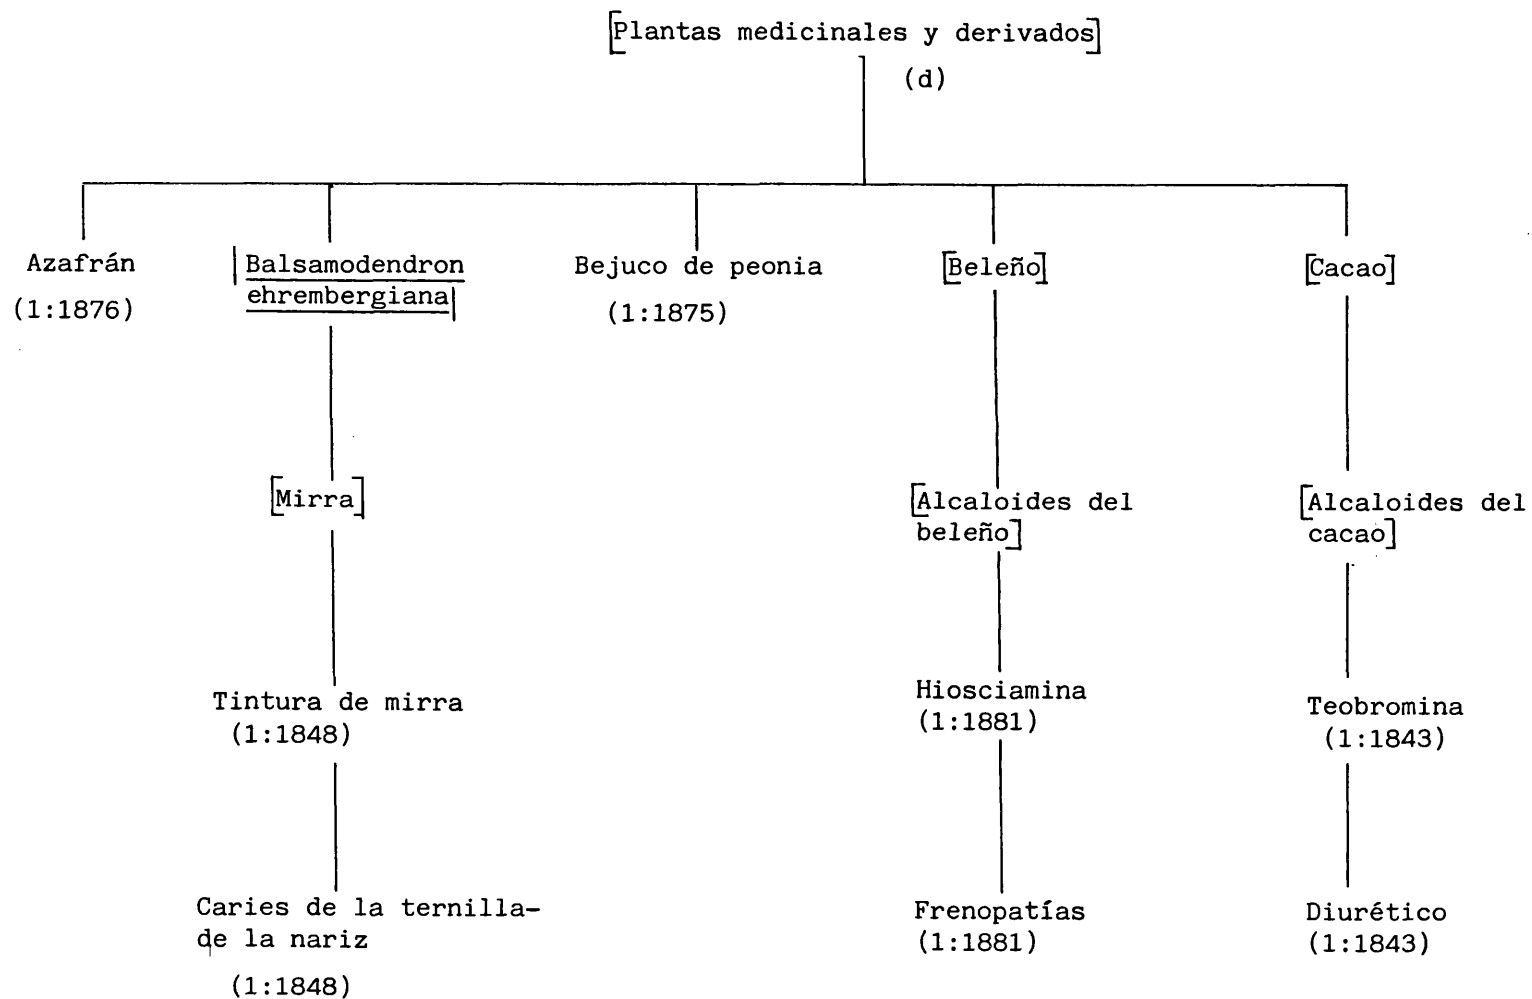 [Plantas medicinales y derivados]
(d)
Azafrán
(1:1876)
|Balsamodendron
ehrembergiana|
Bejuco de peonia
(1:1875)
[Beleño]
[Cacao]
[Mirra]
[Alcaloides del
beleño]
[Alcaloides del
cacao]
Tintura de mirra
(1:1848)
Hiosciamina
(1:1881)
Teobromina
(1:1843)
Caries de la ternilla-
de la nariz
(1:1848)
Frenopatías
(1:1881)
Diurético
(1:1843)